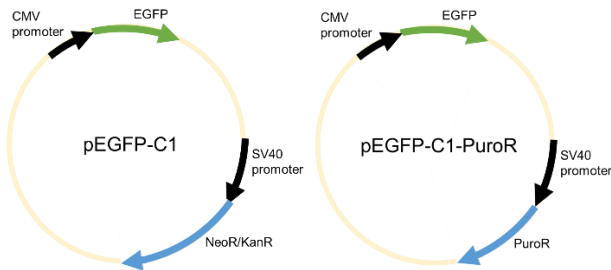 CMV
promoter
EGFP
pEGFP-C1
SV40
promoter
NeoR/KanR
CMV
promoter
EGFP
pEGFP-C1-PuroR
SV40
promoter
PuroR